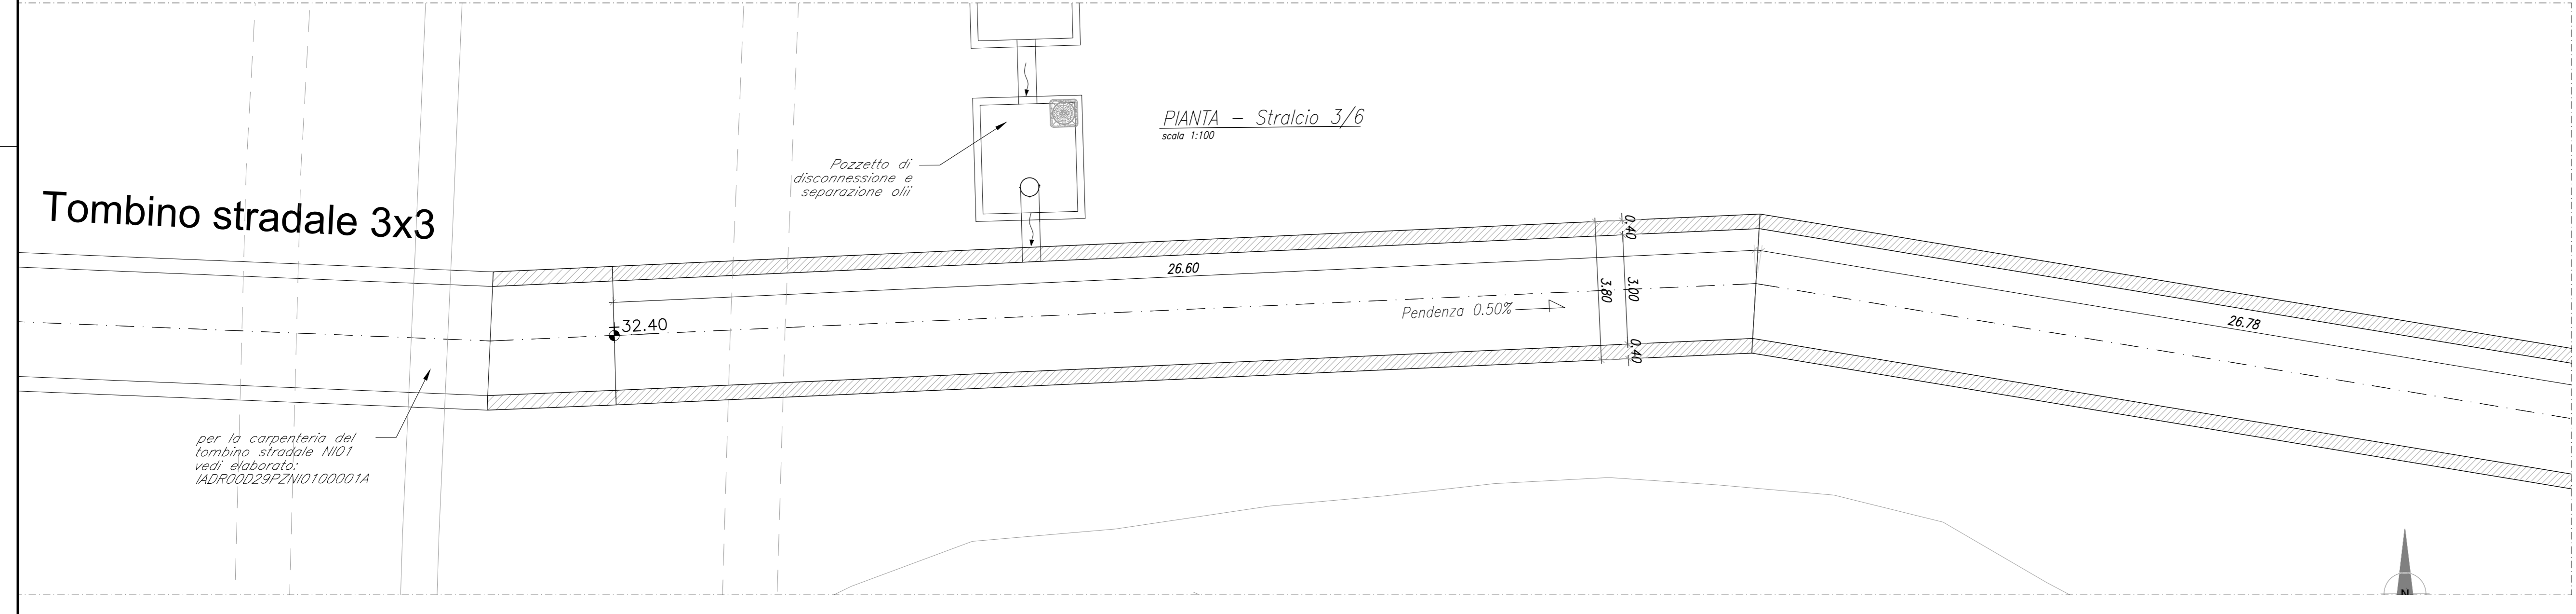 PIANTA - Stralcio 3/6
scala 1:100
Pozzetto di
disconnessione e
separazione olii
Tombino stradale 3x3
0.40
26.60
3.80
3.00
Pendenza 0.50%
32.40
26.78
0.40
per la carpenteria del
tombino stradale NI01
vedi elaborato:
IADR00D29PZNI0100001A
N